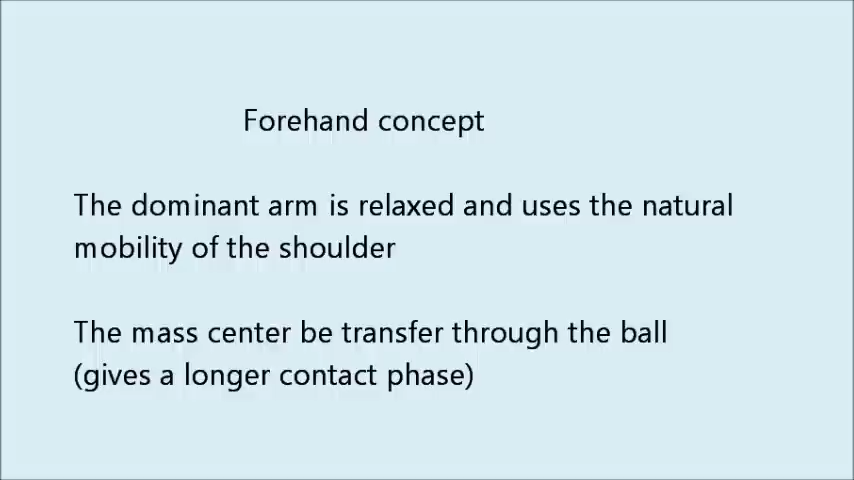 Forehand concept
The dominant arm is relaxed and uses the natural
mobility of the shoulder
The mass center be transfer through the ball
(gives a longer contact phase)